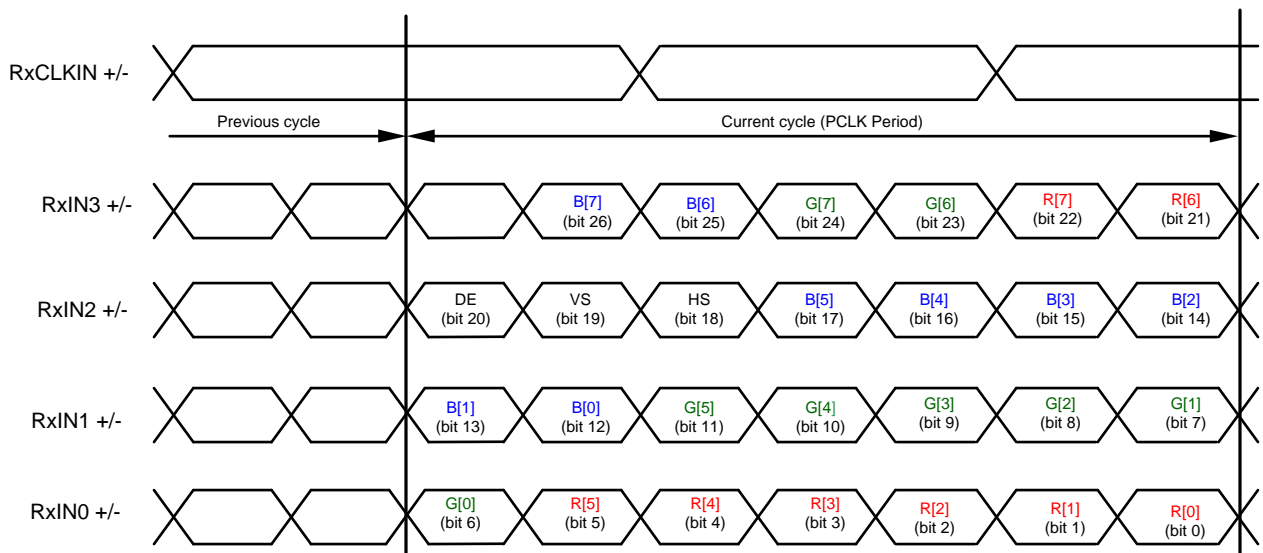 RxCLKIN +/-
Previous cycle
Current cycle (PCLK Period)
RxIN3 +/-
B[7]
(bit 26)
B[6]
(bit 25)
G[7]
(bit 24)
G[6]
(bit 23)
R[7]
(bit 22)
R[6]
(bit 21)
RxIN2 +/-
DE
(bit 20)
VS
(bit 19)
HS
(bit 18)
B[5]
(bit 17)
B[4]
(bit 16)
B[3]
(bit 15)
B[2]
(bit 14)
RxIN1 +/-
B[1]
(bit 13)
B[0]
(bit 12)
G[5]
(bit 11)
G[4]
(bit 10)
G[3]
(bit 9)
G[2]
(bit 8)
G[1]
(bit 7)
RxIN0 +/-
G[0]
(bit 6)
R[5]
(bit 5)
R[4]
(bit 4)
R[3]
(bit 3)
R[2]
(bit 2)
R[1]
(bit 1)
R[0]
(bit 0)